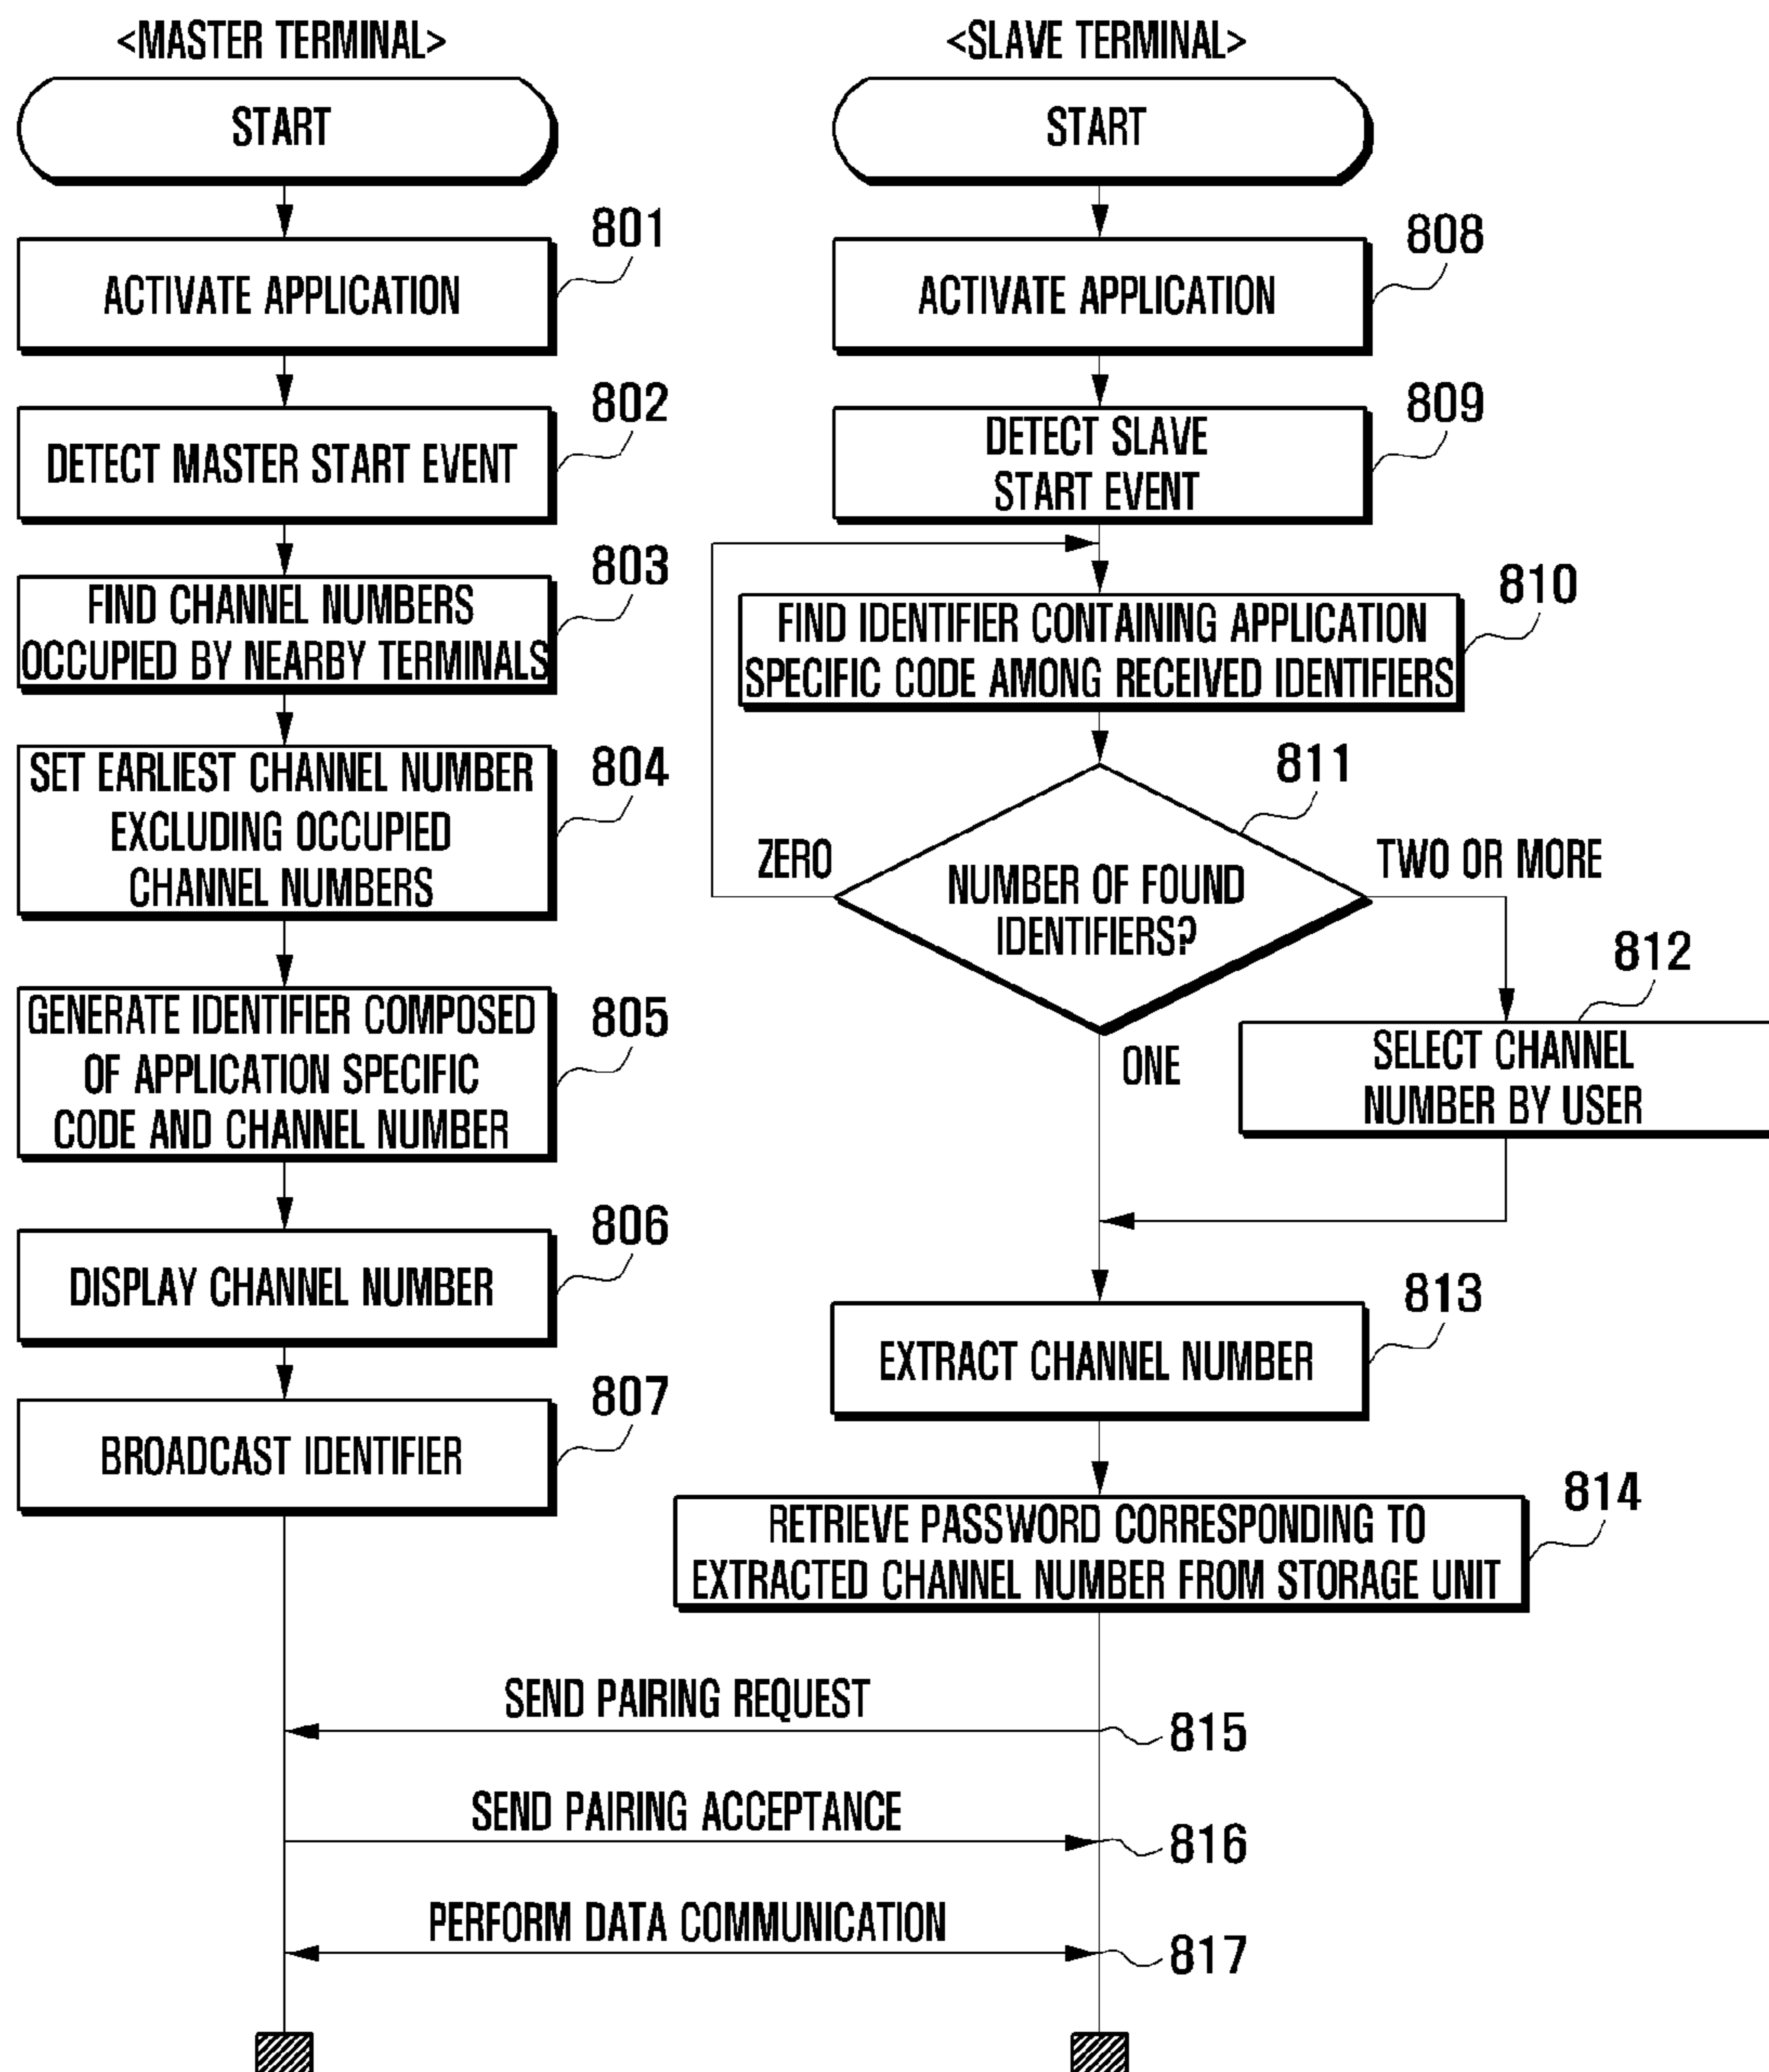 <MASTER TERMINAL>
START
801
ACTIVATE APPLICATION
802
DETECT MASTER START EVENT
803
FIND CHANNEL NUMBERS
OCCUPIED BY NEARBY TERMINALS
804
SET EARLIEST CHANNEL NUMBER
EXCLUDING OCCUPIED
CHANNEL NUMBERS
805
GENERATE IDENTIFIER COMPOSED
OF APPLICATION SPECIFIC
CODE AND CHANNEL NUMBER
806
DISPLAY CHANNEL NUMBER
807
BROADCAST IDENTIFIER
<SLAVE TERMINAL>
START
808
ACTIVATE APPLICATION
809
DETECT SLAVE
START EVENT
810
FIND IDENTIFIER CONTAINING APPLICATION
SPECIFIC CODE AMONG RECEIVED IDENTIFIERS
811
ZERO
TWO OR MORE
NUMBER OF FOUND
IDENTIFIERS?
ONE
812
SELECT CHANNEL
NUMBER BY USER
813
EXTRACT CHANNEL NUMBER
814
RETRIEVE PASSWORD CORRESPONDING TO
EXTRACTED CHANNEL NUMBER FROM STORAGE UNIT
SEND PAIRING REQUEST
815
SEND PAIRING ACCEPTANCE
816
PERFORM DATA COMMUNICATION
817